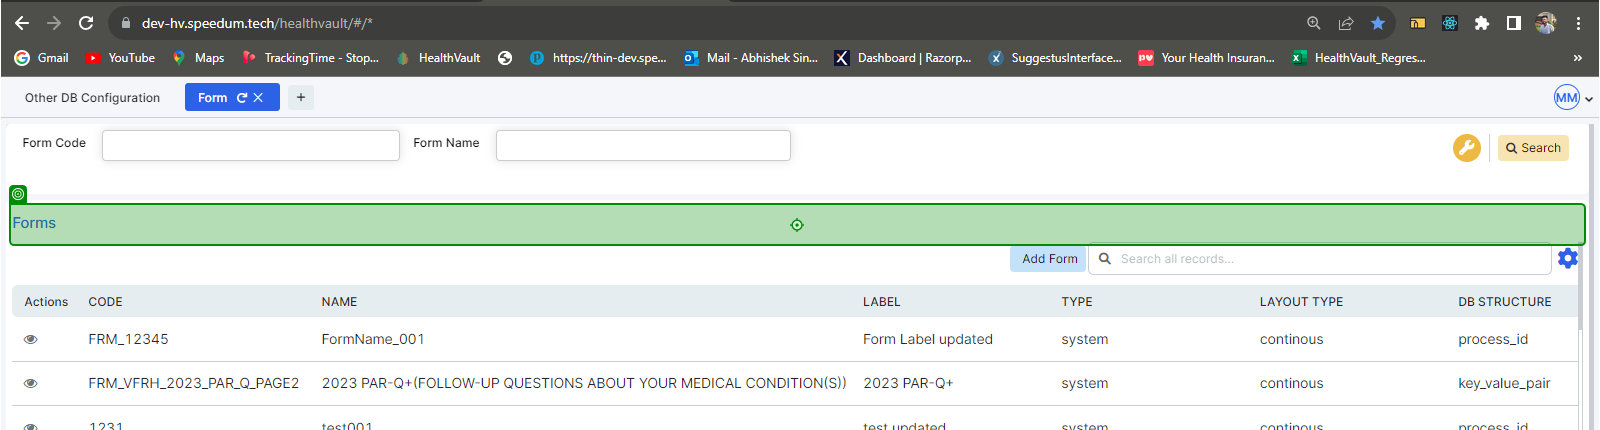 dev-hv.speedum.tech/healthvault/#/*
Gmail YouTube Maps TrackingTime - Stop... HealthVault https://thin-dev.spe... Mail - Abhishek Sin... Dashboard | Razorp... SuggestusInterface... Your Health Insuran... HealthVault_Regres... »
Other DB Configuration Form + MM
Form Code Form Name Search
Forms
Add Form Search all records...
Actions CODE NAME LABEL TYPE LAYOUT TYPE DB STRUCTURE
FRM_12345 FormName_001 Form Label updated system continous process_id
FRM_VFRH_2023_PAR_Q_PAGE2 2023 PAR-Q+(FOLLOW-UP QUESTIONS ABOUT YOUR MEDICAL CONDITION(S)) 2023 PAR-Q+ system continous key_value_pair
1231 test001 test updated system continous process_id